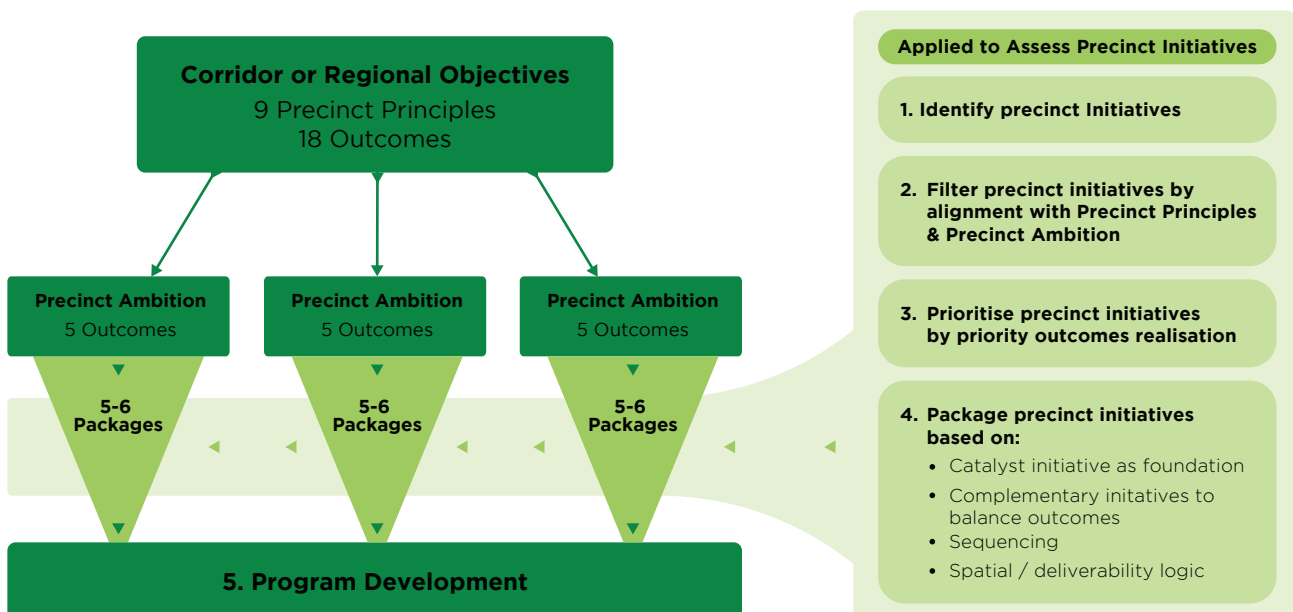 Corridor or Regional Objectives
9 Precinct Principles
18 Outcomes
Precinct Ambition
5 Outcomes
Precinct Ambition
5 Outcomes
Precinct Ambition
5 Outcomes
5-6
Packages
5-6
Packages
5-6
Packages
5. Program Development
Applied to Assess Precinct Initiatives
1. Identify precinct Initiatives
2. Filter precinct initiatives by
alignment with Precinct Principles
& Precinct Ambition
3. Prioritise precinct initiatives
by priority outcomes realisation
4. Package precinct initiatives
based on:
• Catalyst initiative as foundation
• Complementary initatives to
balance outcomes
• Sequencing
• Spatial / deliverability logic